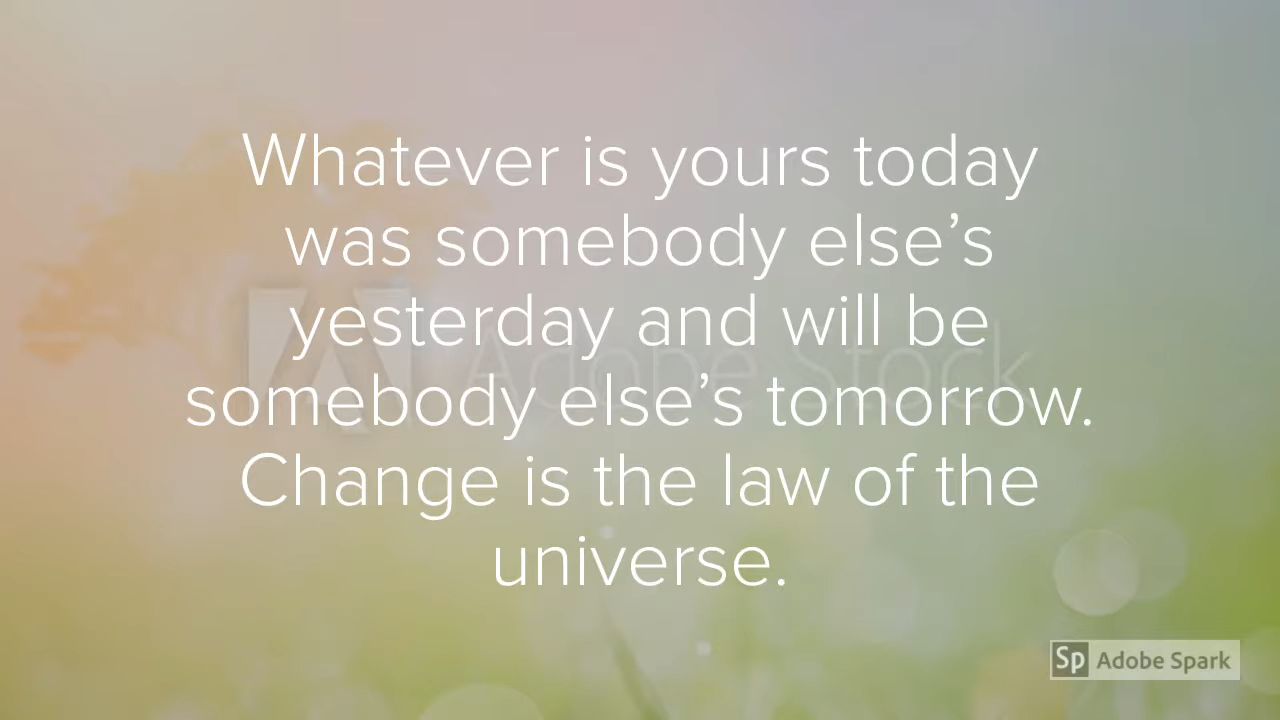 Whatever is yours today
was somebody else’s
yesterday and will be
somebody else’s tomorrow.
Change is the law of the
universe.
Adobe Stock
Sp Adobe Spark